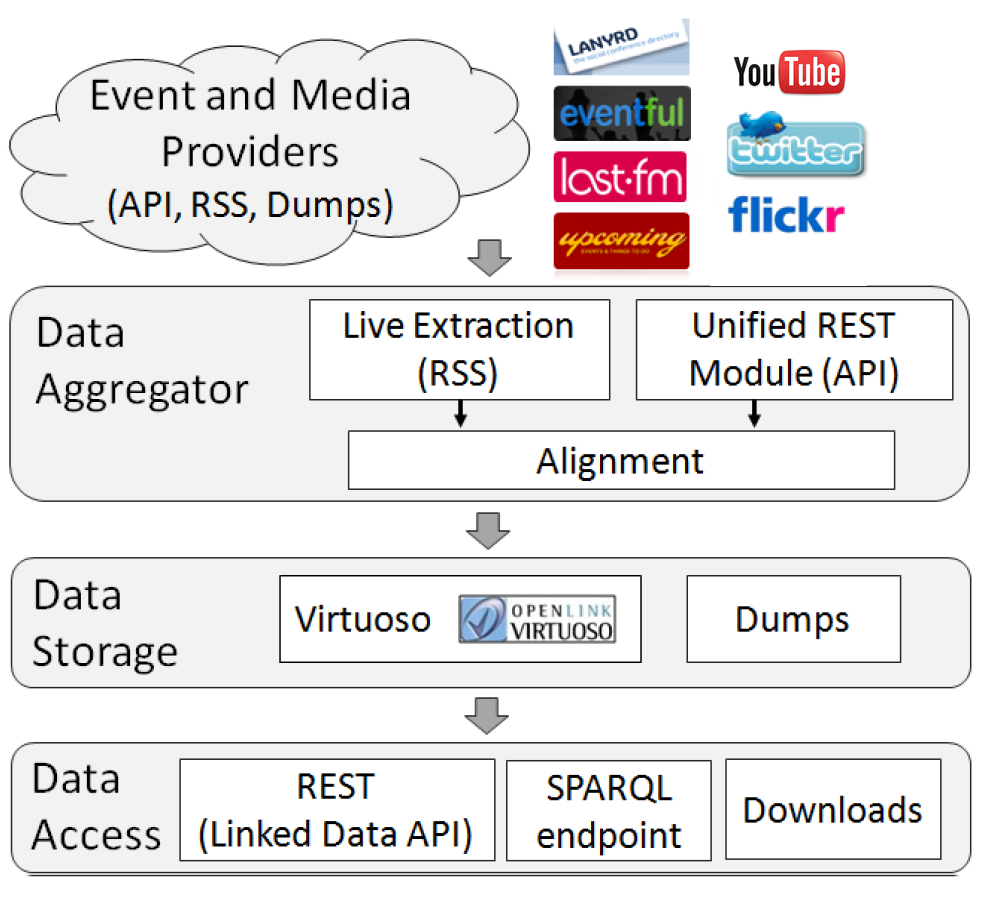 Event and Media
Providers
(API, RSS, Dumps)
LANYRD
the social conference directory
eventful
last.fm
upcoming
EVENTS & THINGS TO DO
YouTube
twitter
flickr
Data
Aggregator
Live Extraction
(RSS)
Unified REST
Module (API)
Alignment
Data
Storage
Virtuoso
OPENLINK
VIRTUOSO
Dumps
Data
Access
REST
(Linked Data API)
SPARQL
endpoint
Downloads